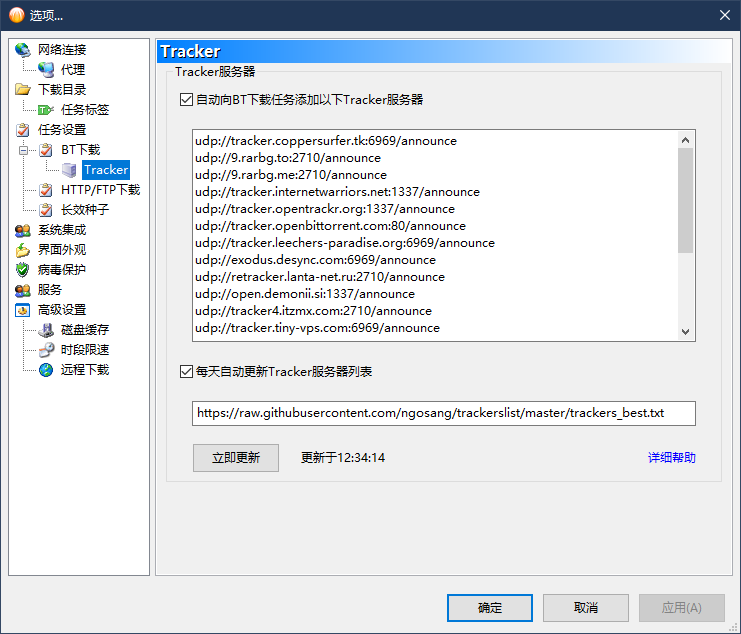 选项...
网络连接
代理
下载目录
任务标签
任务设置
BT下载
Tracker
HTTP/FTP下载
长效种子
系统集成
界面外观
病毒保护
服务
高级设置
磁盘缓存
时段限速
远程下载
Tracker
Tracker服务器
自动向BT下载任务添加以下Tracker服务器
udp://tracker.coppersurfer.tk:6969/announce
udp://9.rarbg.to:2710/announce
udp://9.rarbg.me:2710/announce
udp://tracker.internetwarriors.net:1337/announce
udp://tracker.opentrackr.org:1337/announce
udp://tracker.openbittorrent.com:80/announce
udp://tracker.leechers-paradise.org:6969/announce
udp://exodus.desync.com:6969/announce
udp://retracker.lanta-net.ru:2710/announce
udp://open.demonii.si:1337/announce
udp://tracker4.itzmx.com:2710/announce
udp://tracker.tiny-vps.com:6969/announce
每天自动更新Tracker服务器列表
https://raw.githubusercontent.com/ngosang/trackerslist/master/trackers_best.txt
立即更新 更新于12:34:14 详细帮助
确定 取消 应用(A)